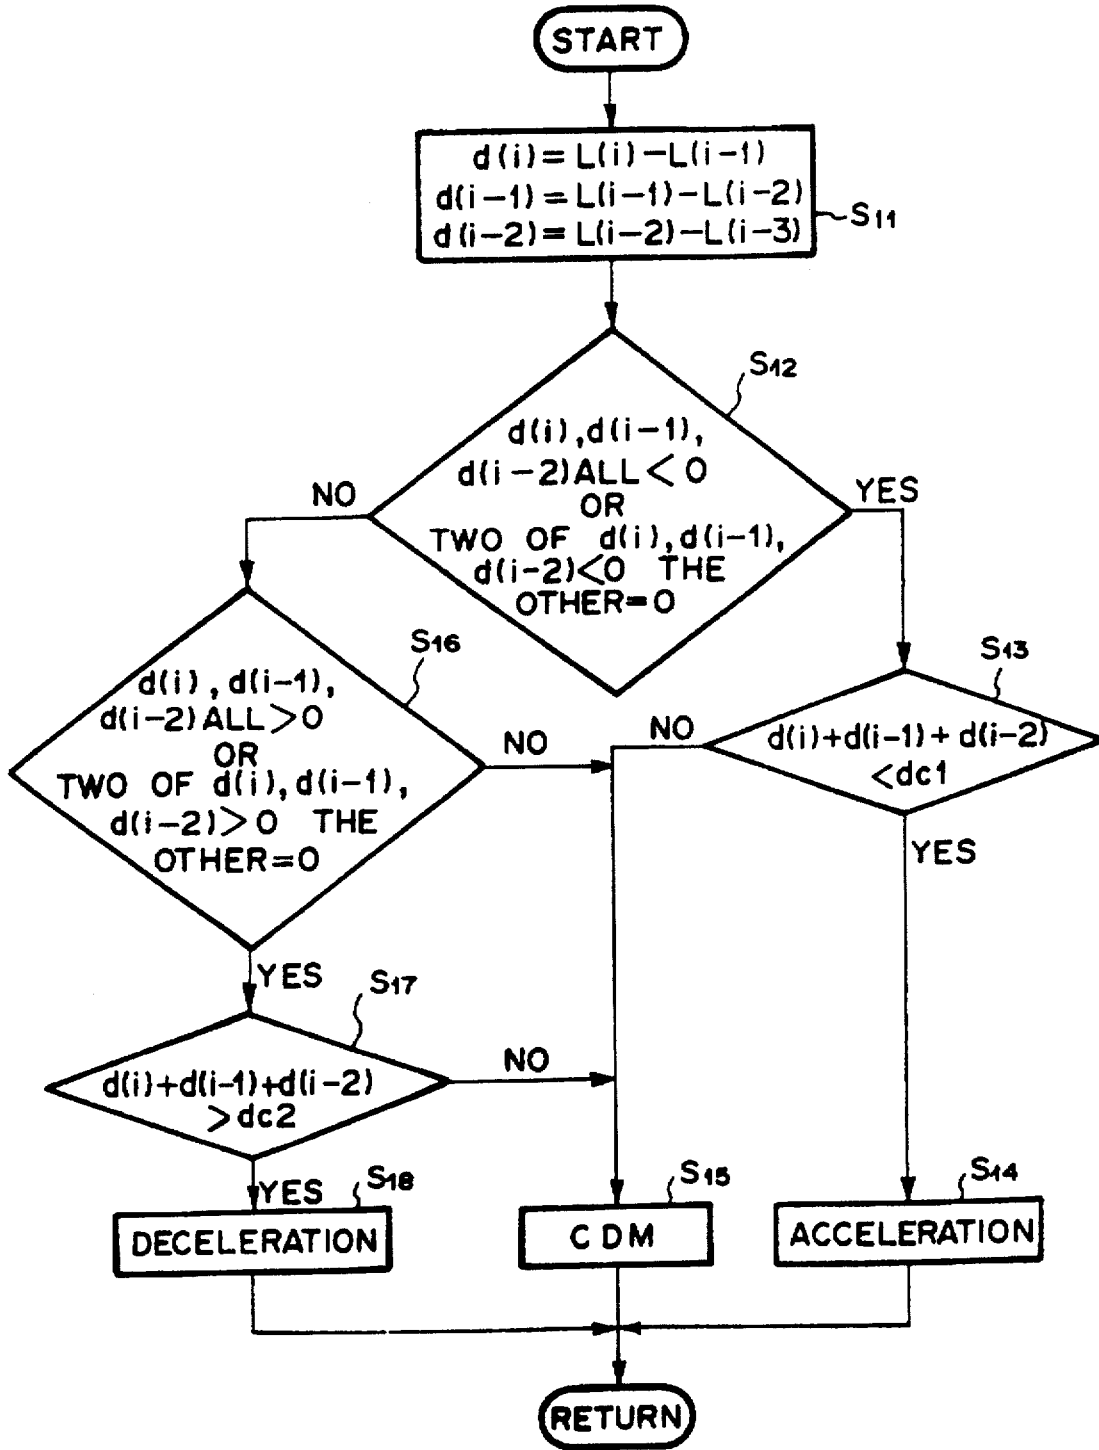 START
d(i)=L(i)-L(i-1)
d(i-1)=L(i-1)-L(i-2)
d(i-2)=L(i-2)-L(i-3)
S11
S12
d(i),d(i-1),
d(i-2)ALL<0
OR
TWO OF d(i),d(i-1),
d(i-2)<0 THE
OTHER=0
NO
YES
S16
d(i),d(i-1),
d(i-2)ALL>0
OR
TWO OF d(i),d(i-1),
d(i-2)>0 THE
OTHER=0
NO
YES
S13
d(i)+d(i-1)+d(i-2)
<dc1
NO
YES
S17
d(i)+d(i-1)+d(i-2)
>dc2
NO
YES
S18
DECELERATION
S15
CDM
S14
ACCELERATION
RETURN